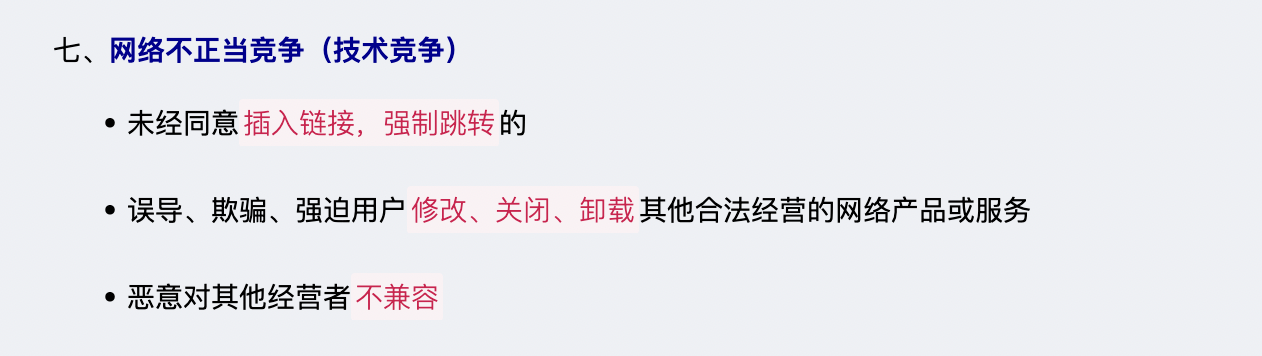 七、网络不正当竞争（技术竞争）
• 未经同意插入链接，强制跳转的
• 误导、欺骗、强迫用户修改、关闭、卸载其他合法经营的网络产品或服务
• 恶意对其他经营者不兼容